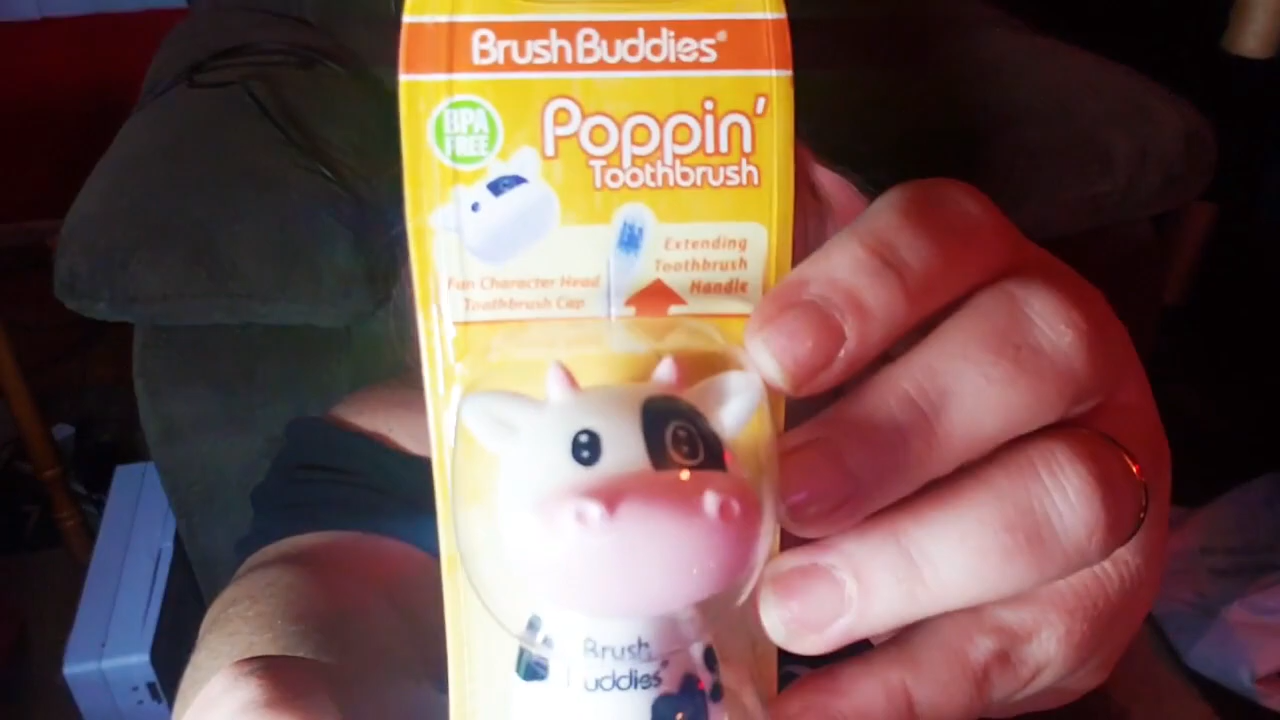 BrushBuddies®
BPA
FREE
Poppin'
Toothbrush
Extending
Toothbrush
Handle
Fun Character Head
Toothbrush Cap
Brush
Buddies®